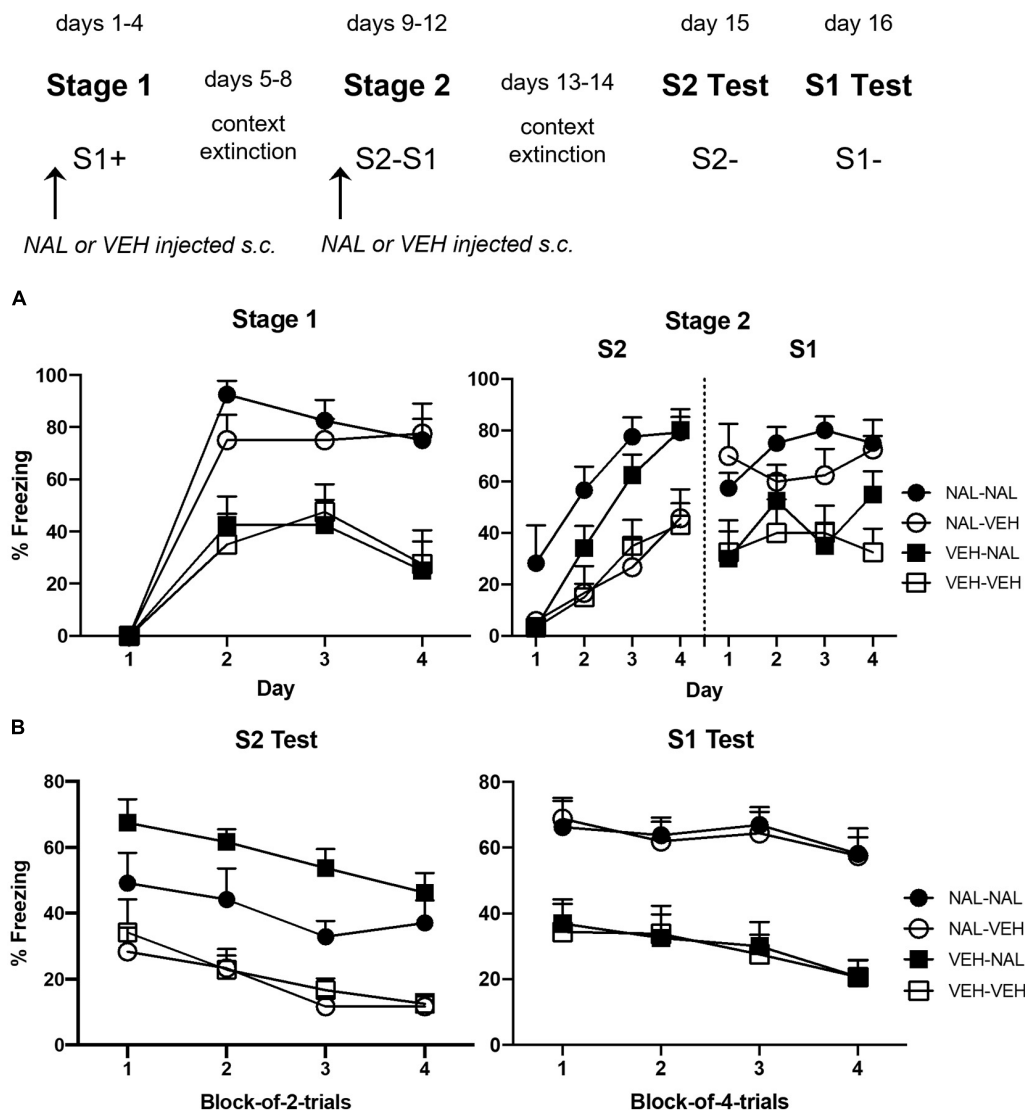 days 1-4
days 9-12
day 15
day 16
Stage 1
days 5-8
Stage 2
days 13-14
S2 Test
S1 Test
context
extinction
context
extinction
S1+
S2-S1
S2-
S1-
NAL or VEH injected s.c.
NAL or VEH injected s.c.
A
Stage 1
Stage 2
S2
S1
% Freezing
100
80
60
40
20
0
1 2 3 4
Day
100
80
60
40
20
0
1 2 3 4 1 2 3 4
Day
NAL-NAL
NAL-VEH
VEH-NAL
VEH-VEH
B
S2 Test
S1 Test
% Freezing
80
60
40
20
0
1 2 3 4
Block-of-2-trials
80
60
40
20
0
1 2 3 4
Block-of-4-trials
NAL-NAL
NAL-VEH
VEH-NAL
VEH-VEH